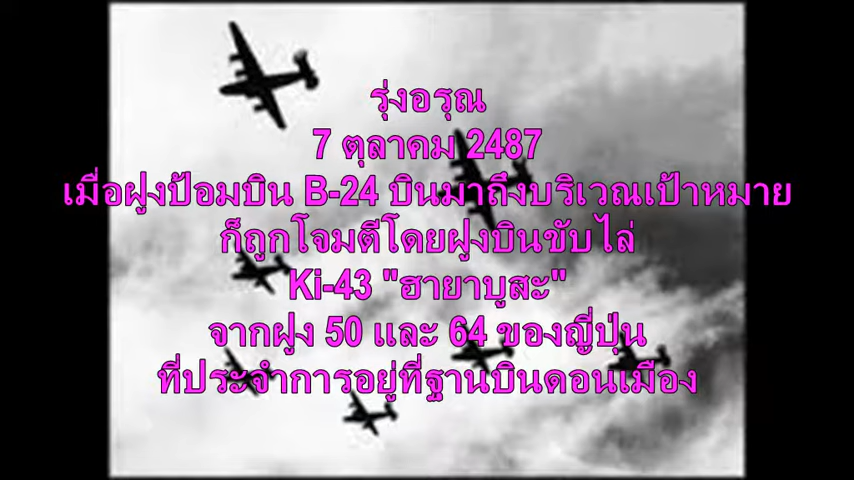 รุ่งอรุณ
7 ตุลาคม 2487
เมื่อฝูงป้อมบิน B-24 บินมาถึงบริเวณเป้าหมาย
ก็ถูกโจมตีโดยฝูงบินขับไล่
Ki-43 "ฮายาบูสะ"
จากฝูง 50 และ 64 ของญี่ปุ่น
ที่ประจำการอยู่ที่ฐานบินดอนเมือง